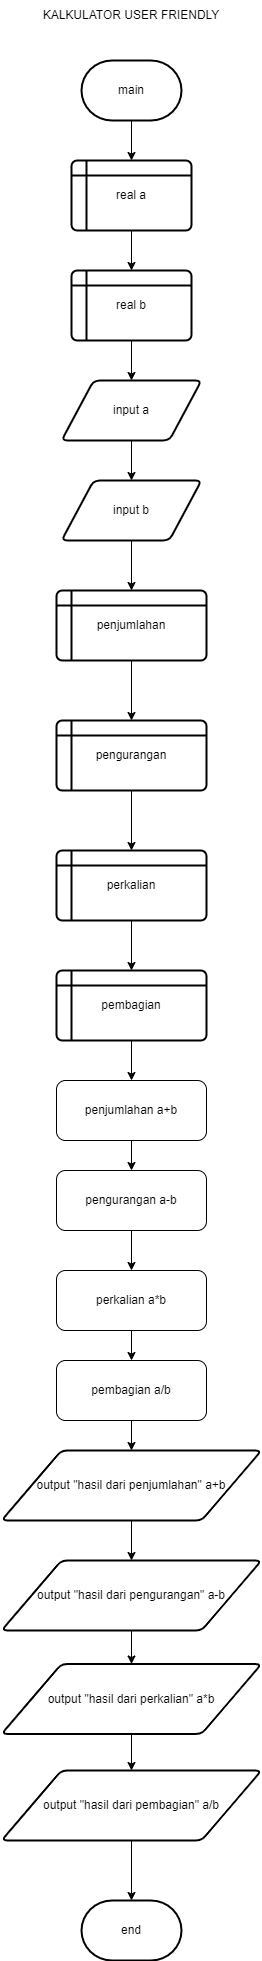 KALKULATOR USER FRIENDLY
main
real a
real b
input a
input b
penjumlahan
pengurangan
perkalian
pembagian
penjumlahan a+b
pengurangan a-b
perkalian a*b
pembagian a/b
output "hasil dari penjumlahan" a+b
output "hasil dari pengurangan" a-b
output "hasil dari perkalian" a*b
output "hasil dari pembagian" a/b
end